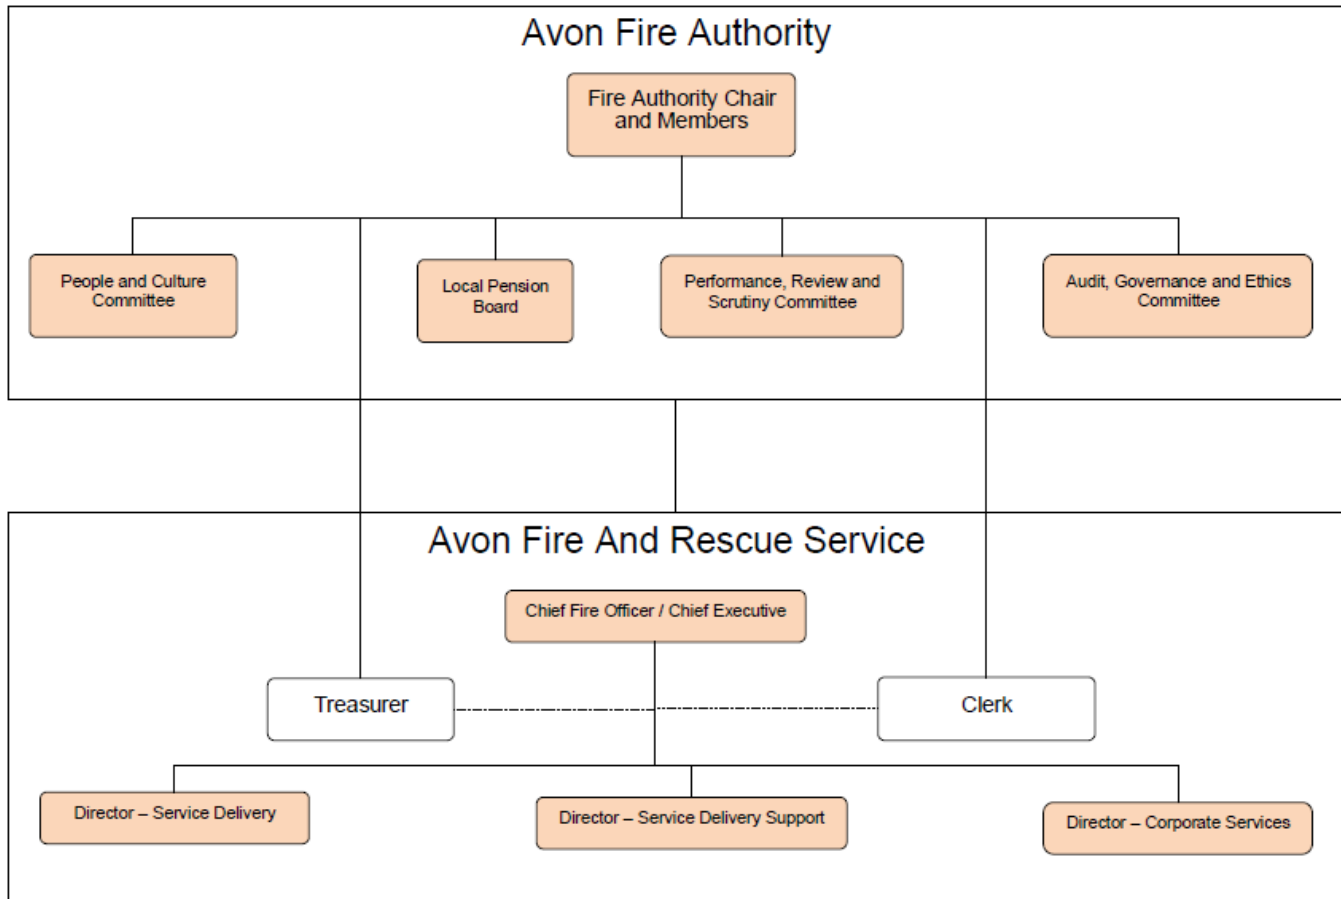 Avon Fire Authority
Fire Authority Chair
and Members
People and Culture
Committee
Local Pension
Board
Performance, Review and
Scrutiny Committee
Audit, Governance and Ethics
Committee
Avon Fire And Rescue Service
Chief Fire Officer / Chief Executive
Treasurer
Clerk
Director – Service Delivery
Director – Service Delivery Support
Director – Corporate Services